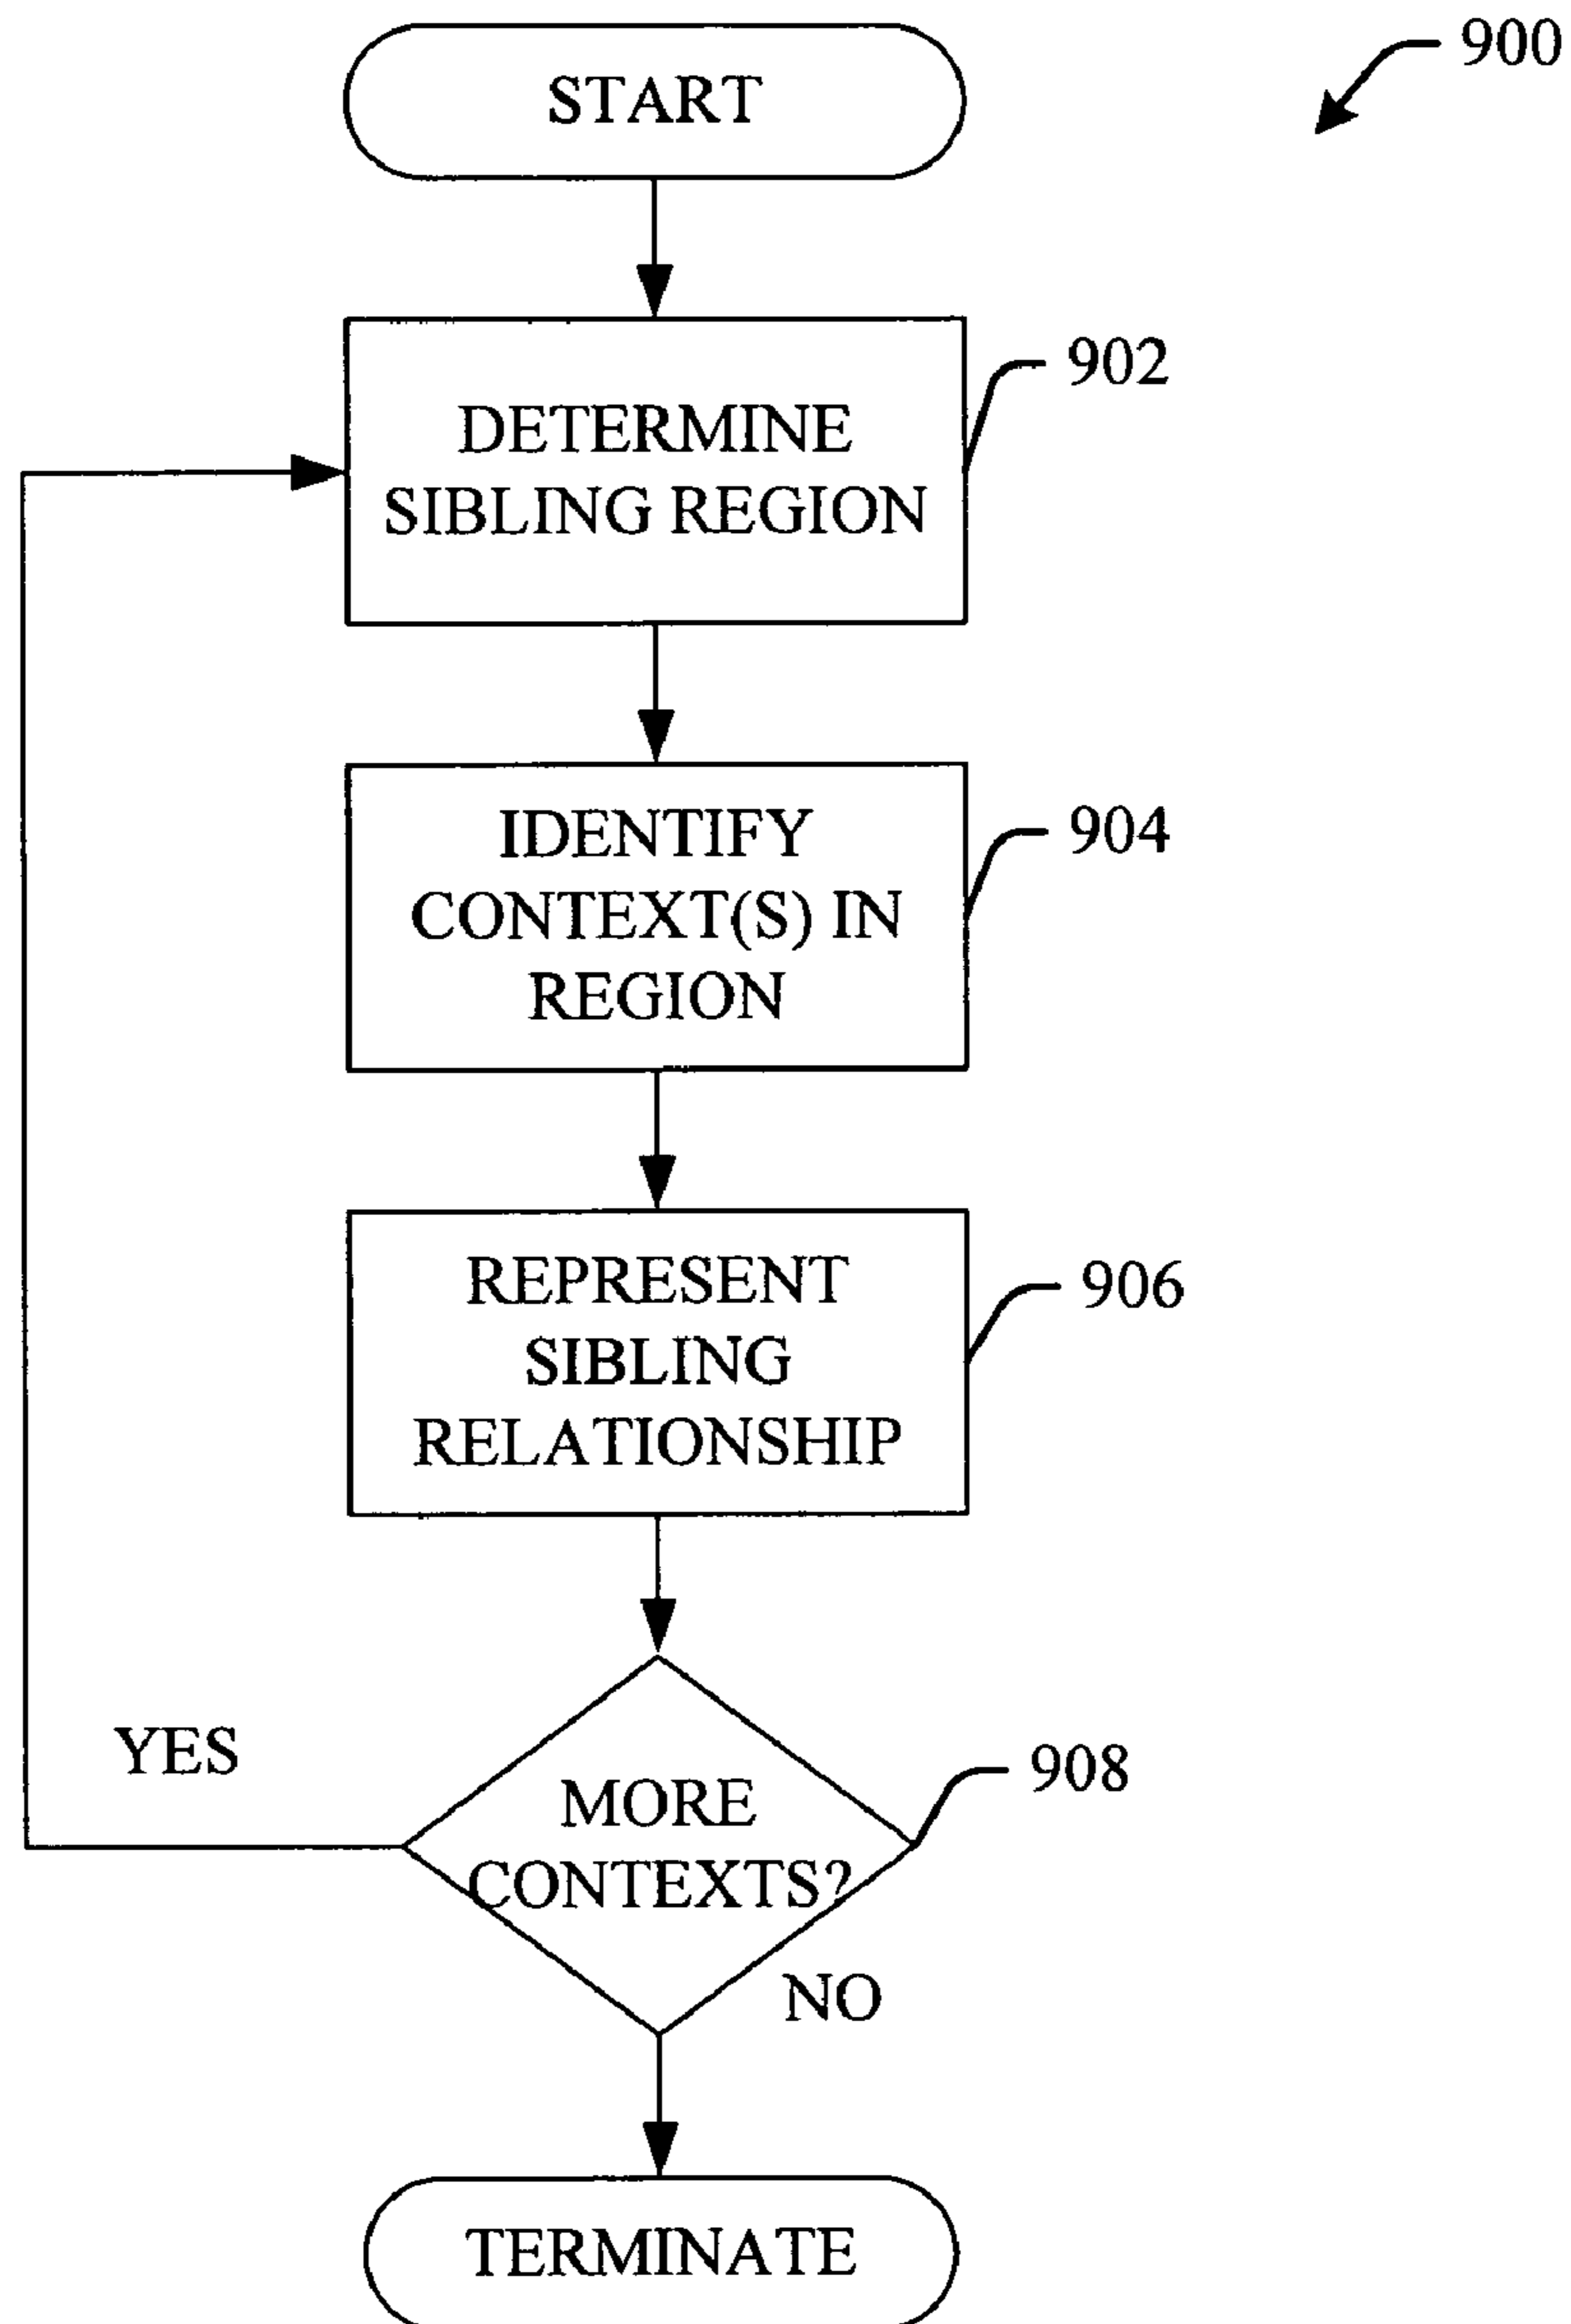 900
START
902
DETERMINE
SIBLING REGION
904
IDENTIFY
CONTEXT(S) IN
REGION
906
REPRESENT
SIBLING
RELATIONSHIP
908
YES
MORE
CONTEXTS?
NO
TERMINATE